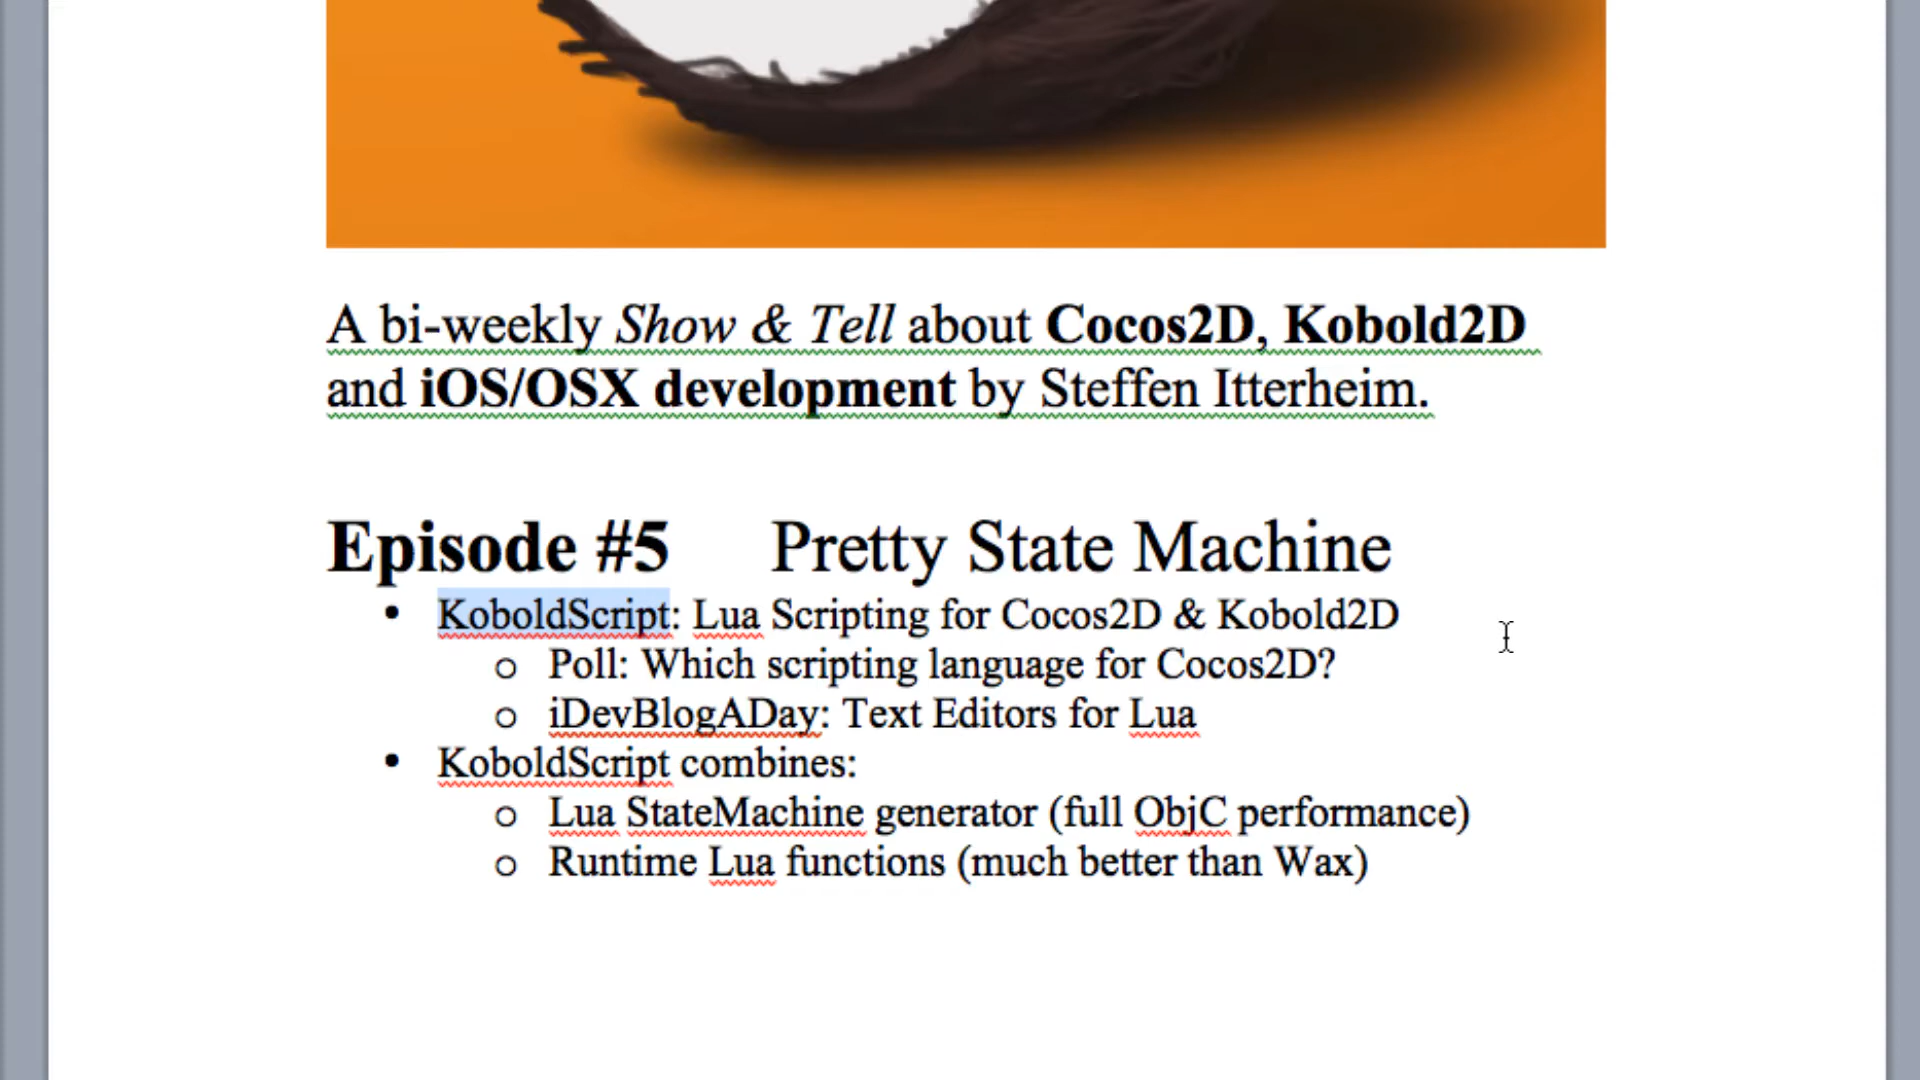 A bi-weekly Show & Tell about Cocos2D, Kobold2D
and iOS/OSX development by Steffen Itterheim.
Episode #5 Pretty State Machine
• KoboldScript: Lua Scripting for Cocos2D & Kobold2D
o Poll: Which scripting language for Cocos2D?
o iDevBlogADay: Text Editors for Lua
• KoboldScript combines:
o Lua StateMachine generator (full ObjC performance)
o Runtime Lua functions (much better than Wax)